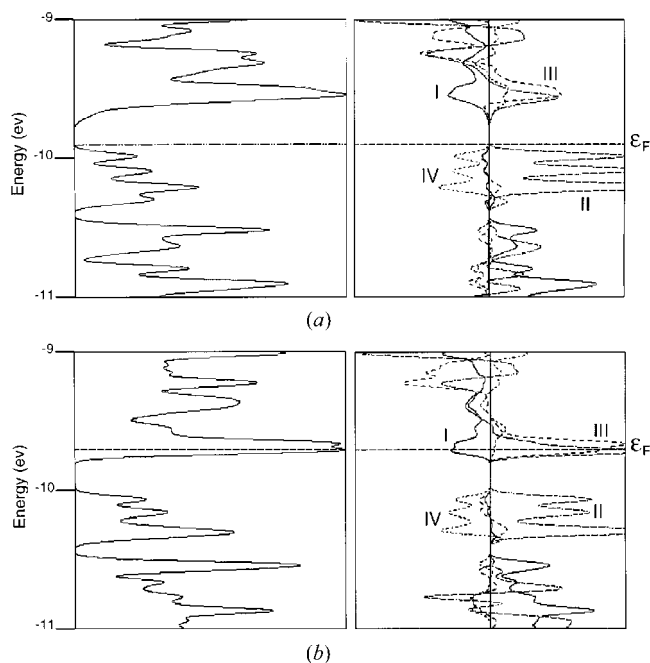 -9
-10
-11
Energy (ev)
I
III
IV
II
εF
(a)
-9
-10
-11
Energy (ev)
I
III
IV
II
εF
(b)